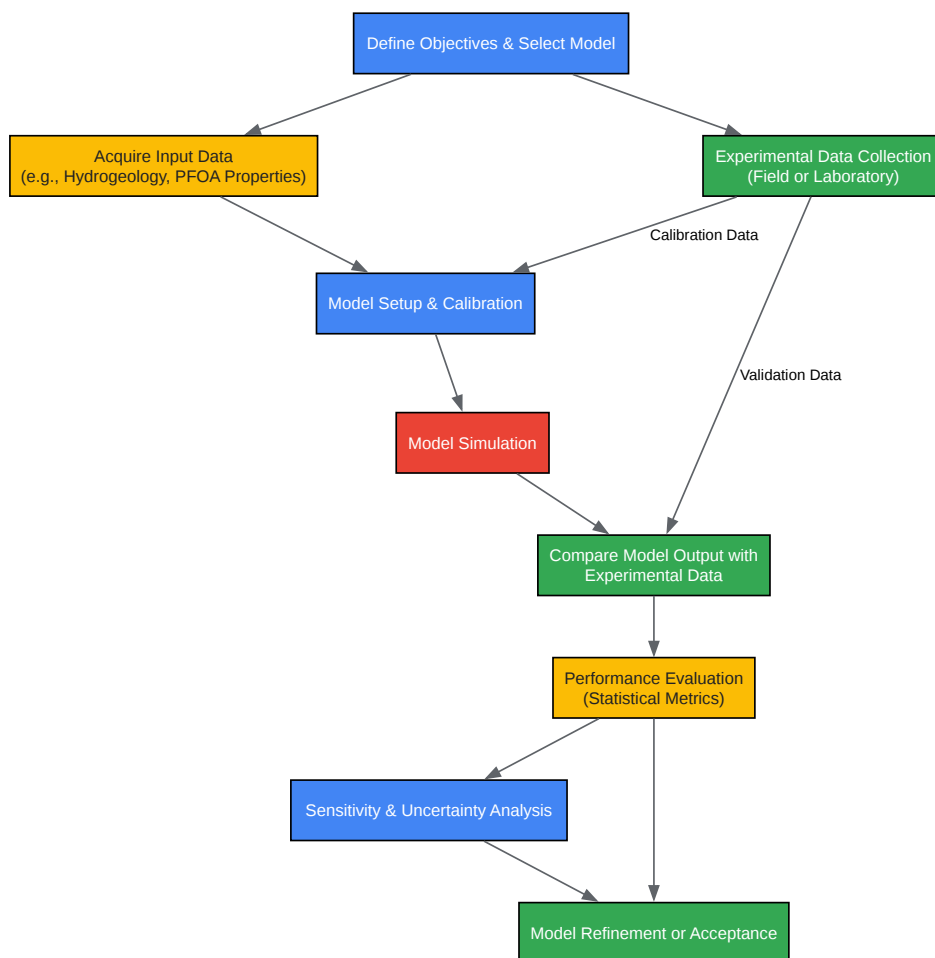 Define Objectives & Select Model
Acquire Input Data
(e.g., Hydrogeology, PFOA Properties)
Experimental Data Collection
(Field or Laboratory)
Calibration Data
Model Setup & Calibration
Validation Data
Model Simulation
Compare Model Output with
Experimental Data
Performance Evaluation
(Statistical Metrics)
Sensitivity & Uncertainty Analysis
Model Refinement or Acceptance